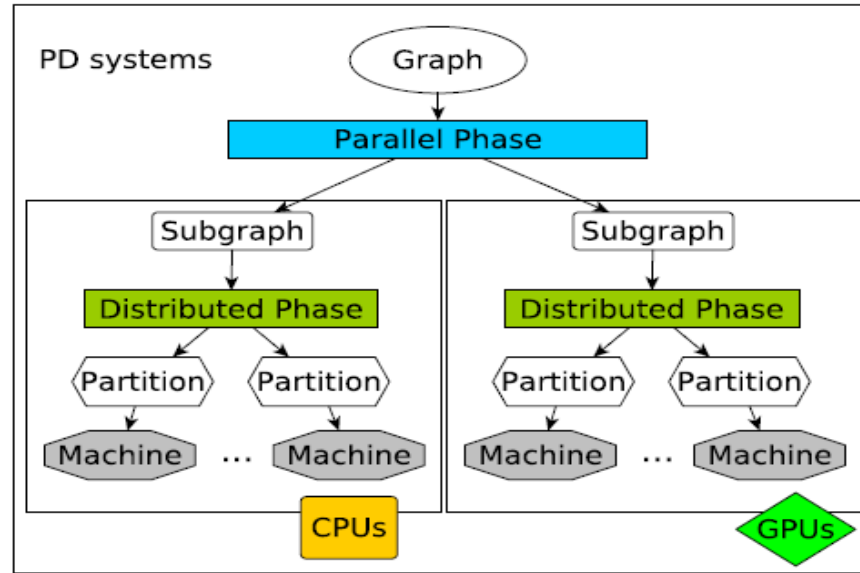 PD systems
Graph
Parallel Phase
Subgraph
Subgraph
Distributed Phase
Distributed Phase
Partition Partition
Partition Partition
Machine ... Machine
Machine ... Machine
CPUs
GPUs